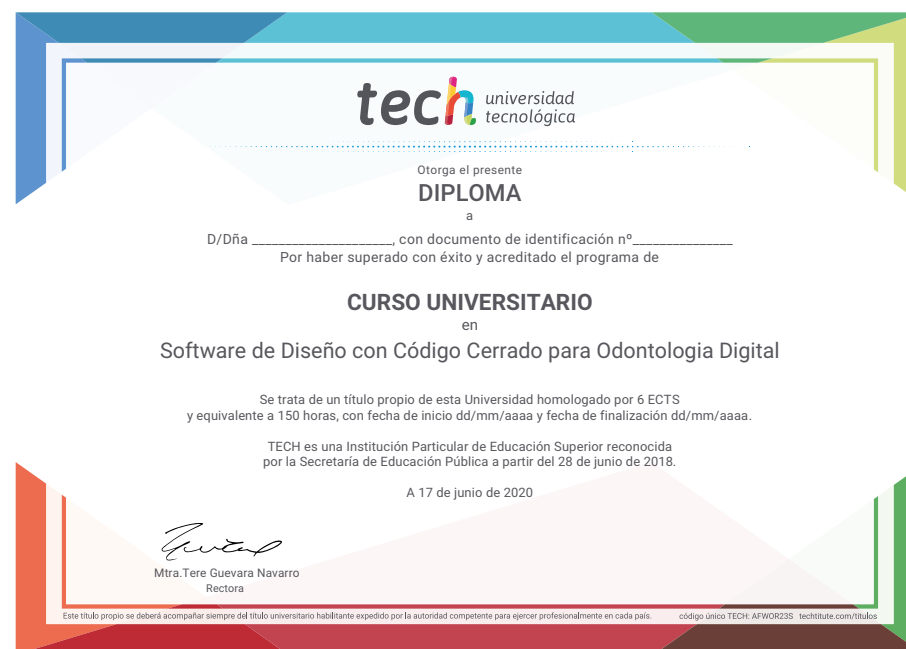 tech universidad
tecnológica
Otorga el presente
DIPLOMA
a
D/Dña _____________________, con documento de identificación nº_______________
Por haber superado con éxito y acreditado el programa de
CURSO UNIVERSITARIO
en
Software de Diseño con Código Cerrado para Odontologia Digital
Se trata de un título propio de esta Universidad homologado por 6 ECTS
y equivalente a 150 horas, con fecha de inicio dd/mm/aaaa y fecha de finalización dd/mm/aaaa.
TECH es una Institución Particular de Educación Superior reconocida
por la Secretaría de Educación Pública a partir del 28 de junio de 2018.
A 17 de junio de 2020
Mtra.Tere Guevara Navarro
Rectora
Este título propio se deberá acompañar siempre del título universitario habilitante expedido por la autoridad competente para ejercer profesionalmente en cada país. código único TECH: AFWOR23S techtitute.com/titulos